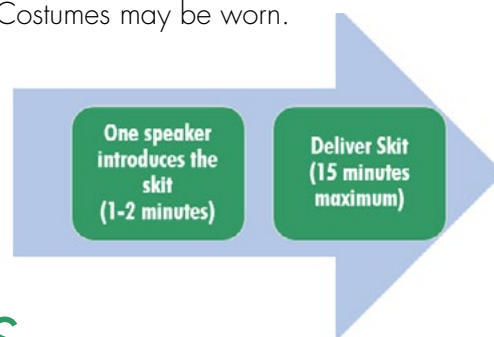 Costumes may be worn.
One speaker
introduces the
skit
(1-2 minutes)
Deliver Skit
(15 minutes
maximum)